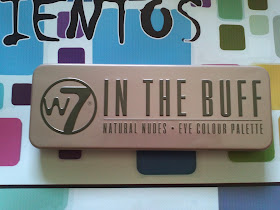 IENTOS
W7
IN THE BUFF
NATURAL NUDES • EYE COLOUR PALETTE